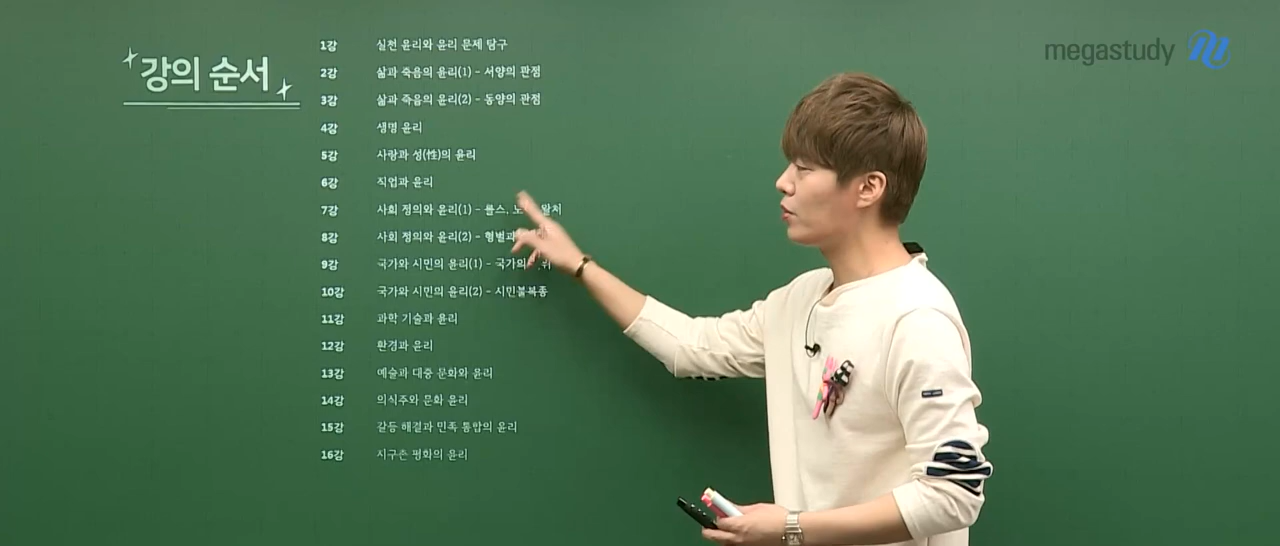 강의 순서
1강 실천 윤리와 윤리 문제 탐구
2강 삶과 죽음의 윤리(1) - 서양의 관점
3강 삶과 죽음의 윤리(2) - 동양의 관점
4강 생명 윤리
5강 사랑과 성(性)의 윤리
6강 직업과 윤리
7강 사회 정의와 윤리(1) - 롤스, 왈처
8강 사회 정의와 윤리(2) - 형벌과
9강 국가와 시민의 윤리(1) - 국가의
10강 국가와 시민의 윤리(2) - 시민불복종
11강 과학 기술과 윤리
12강 환경과 윤리
13강 예술과 대중 문화와 윤리
14강 의식주와 문화 윤리
15강 갈등 해결과 민족 통합의 윤리
16강 지구촌 평화의 윤리
megastudy